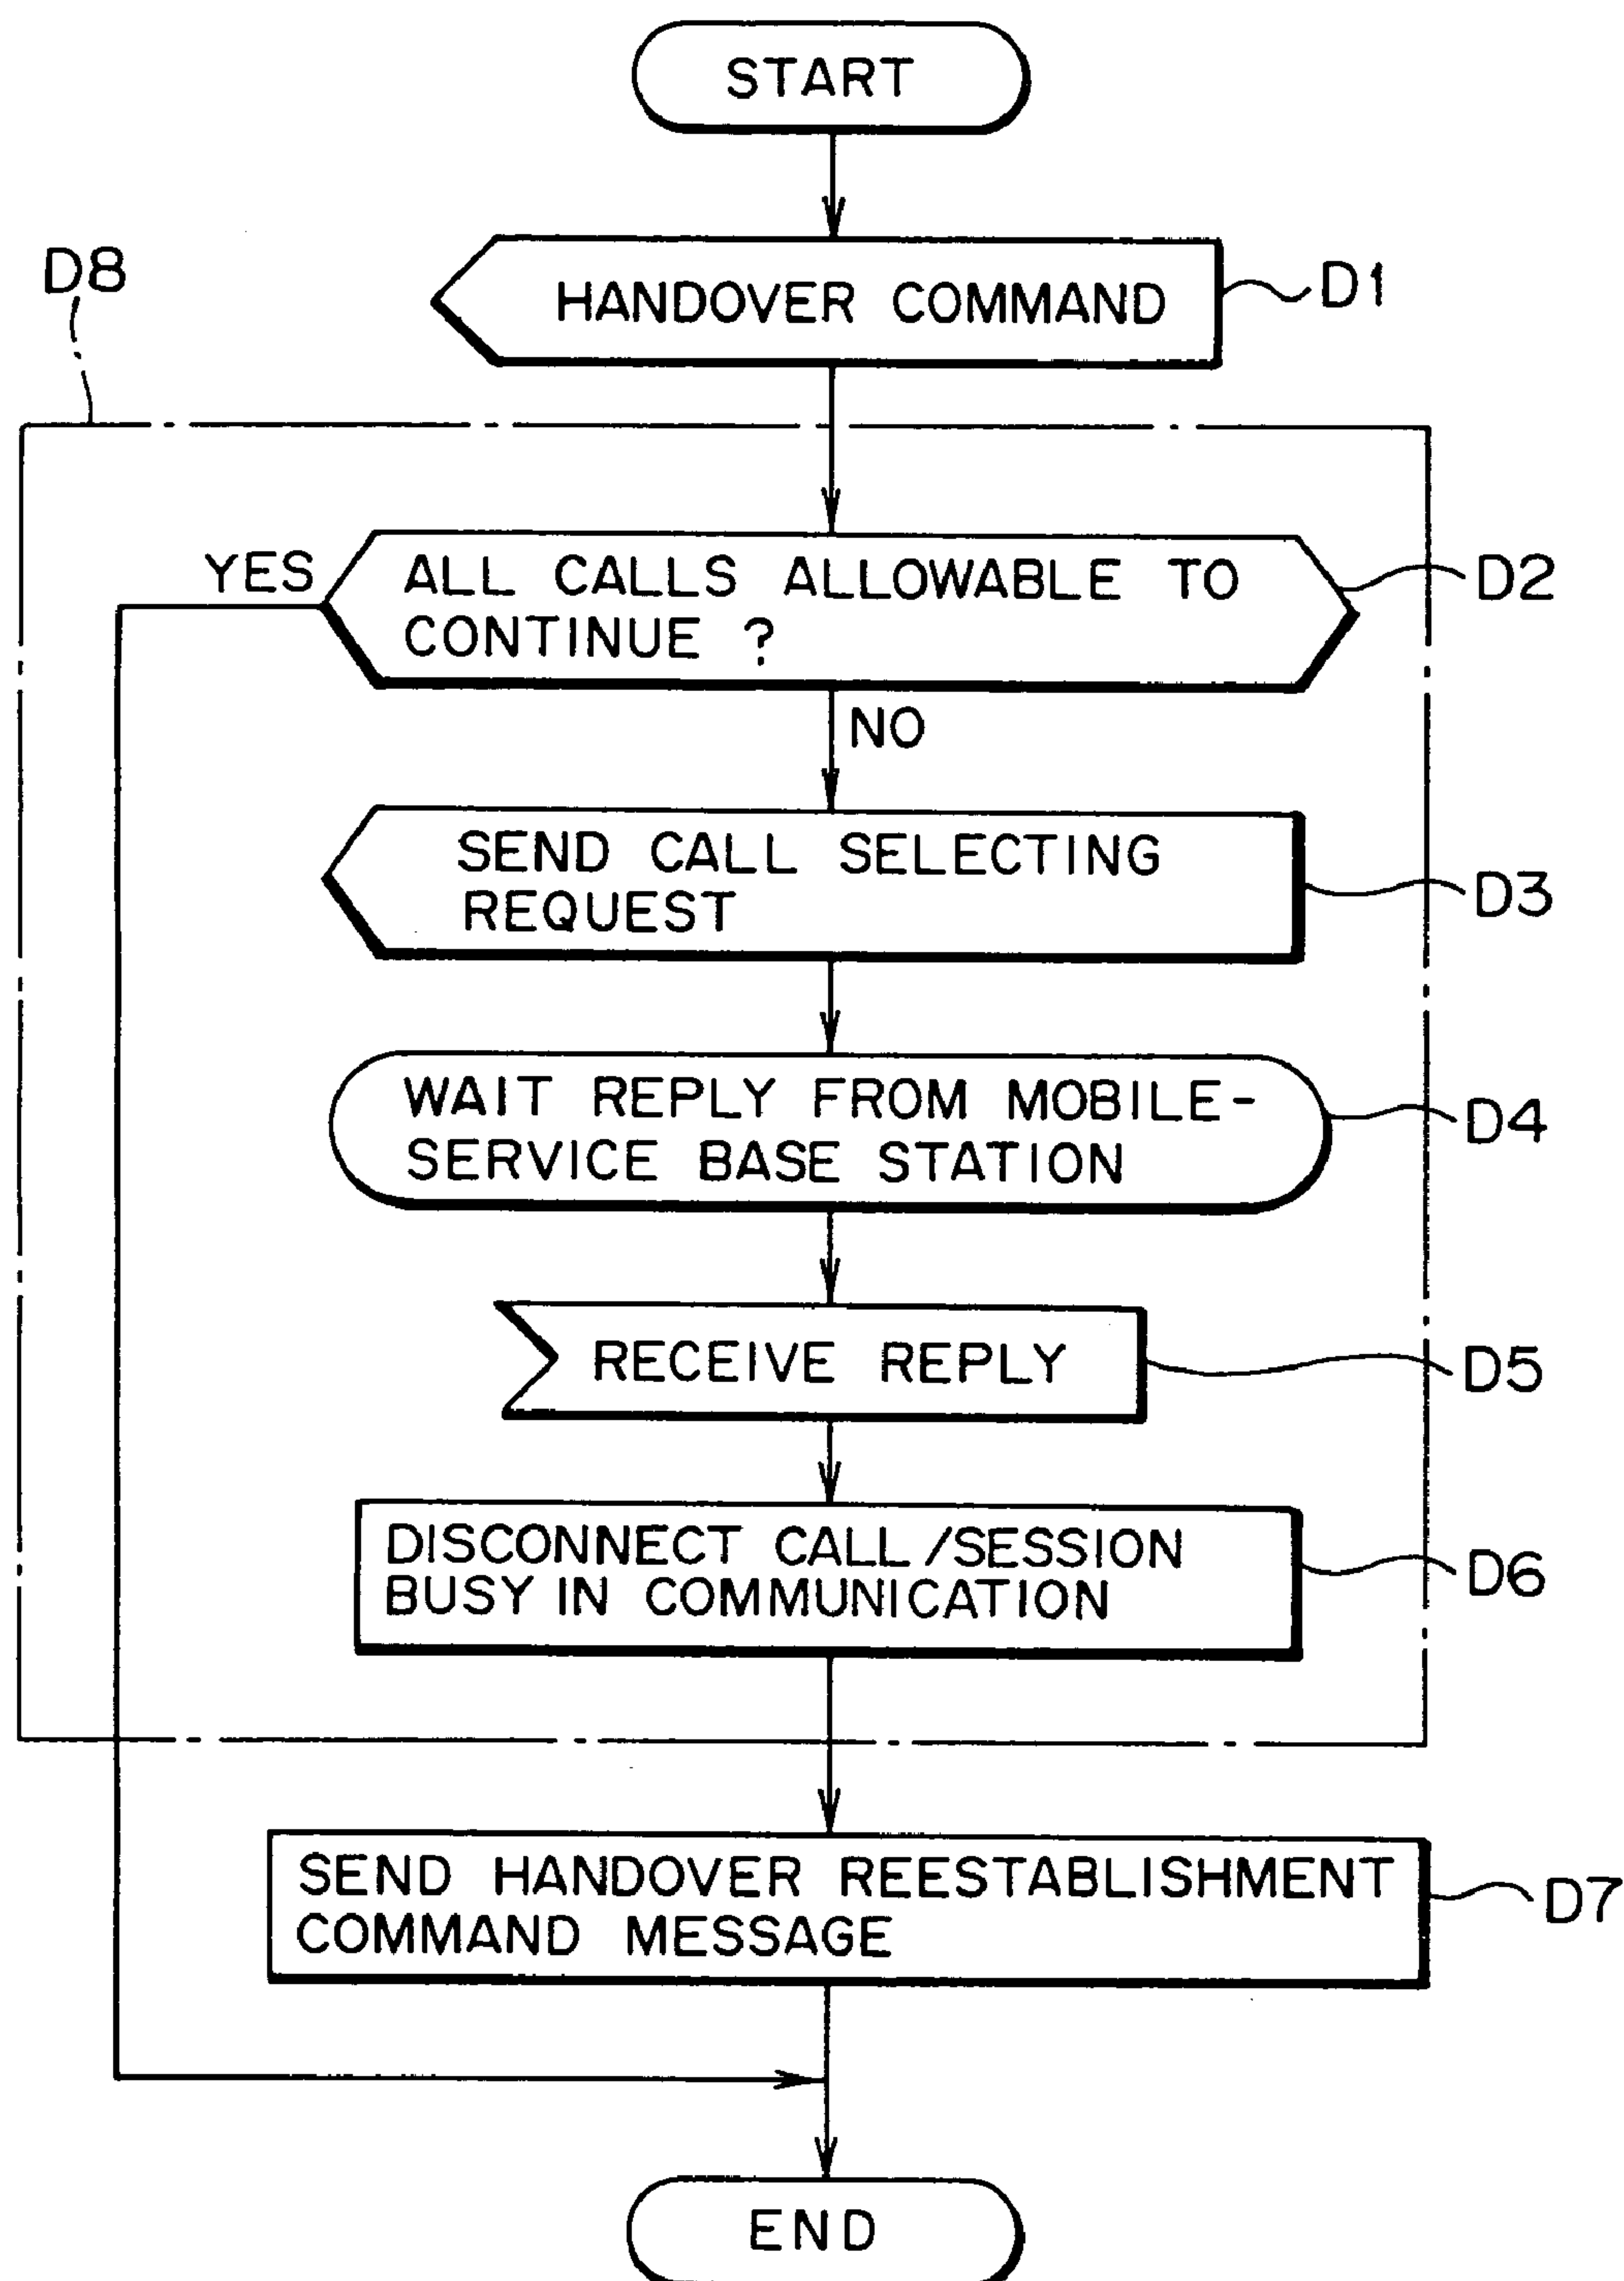 START
HANDOVER COMMAND
D1
D8
YES
ALL CALLS ALLOWABLE TO
CONTINUE ?
D2
NO
SEND CALL SELECTING
REQUEST
D3
WAIT REPLY FROM MOBILE-
SERVICE BASE STATION
D4
RECEIVE REPLY
D5
DISCONNECT CALL/SESSION
BUSY IN COMMUNICATION
D6
SEND HANDOVER REESTABLISHMENT
COMMAND MESSAGE
D7
END